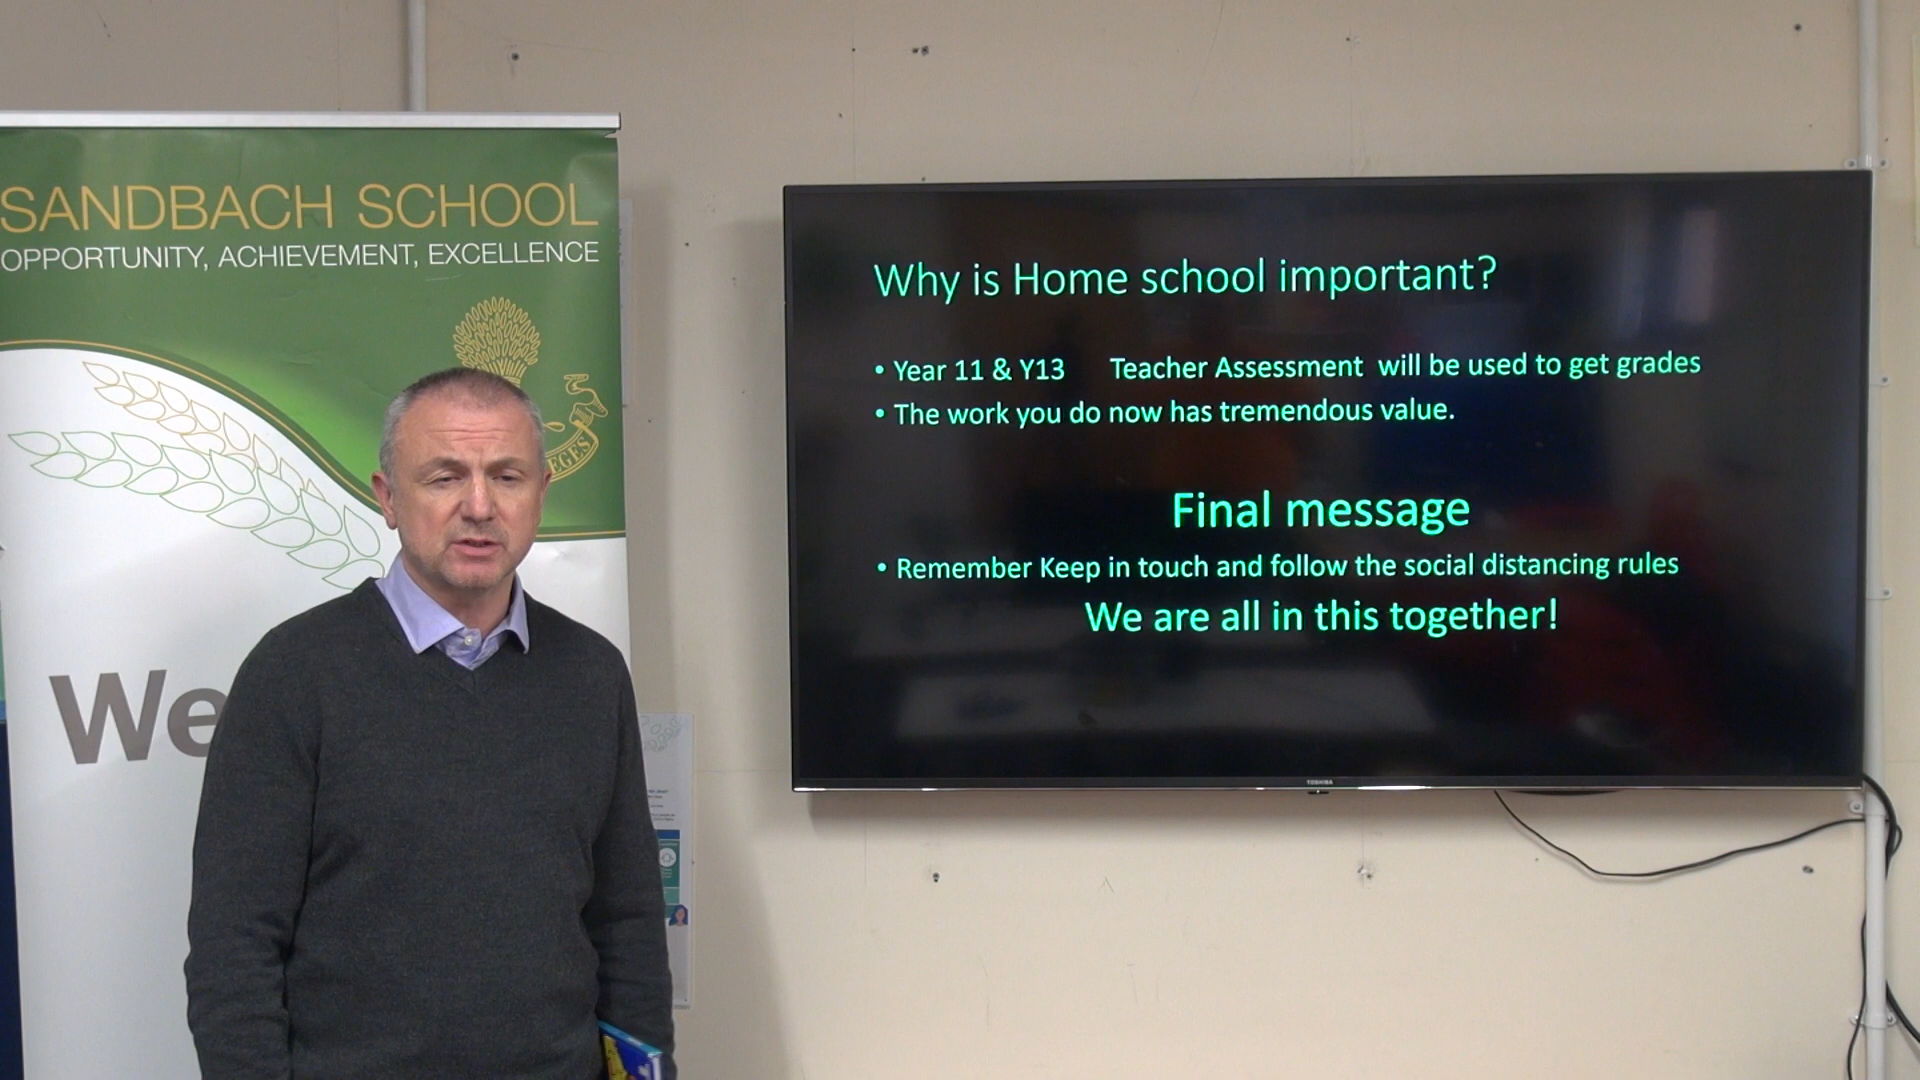 SANDBACH SCHOOL
OPPORTUNITY, ACHIEVEMENT, EXCELLENCE
EGES
We
Why is Home school important?
• Year 11 & Y13 Teacher Assessment will be used to get grades
• The work you do now has tremendous value.
Final message
• Remember Keep in touch and follow the social distancing rules
We are all in this together!
TOSHIBA